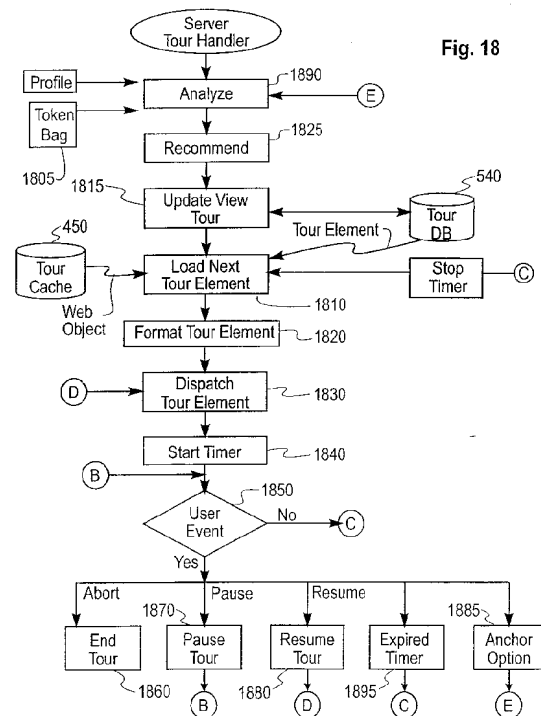 Server
Tour Handler
Fig. 18
1890
Profile
Analyze
E
Token
Bag
1805
1825
Recommend
1815
540
Update View
Tour
Tour
DB
450
Tour Element
Tour
Cache
Load Next
Tour Element
Stop
Timer
C
Web
Object
1810
Format Tour Element
1820
D
Dispatch
Tour Element
1830
Start Timer
1840
B
1850
User
Event
No
C
Yes
Abort
Pause
Resume
1870
1885
End
Tour
Pause
Tour
Resume
Tour
Expired
Timer
Anchor
Option
1860
1880
1895
B
D
C
E